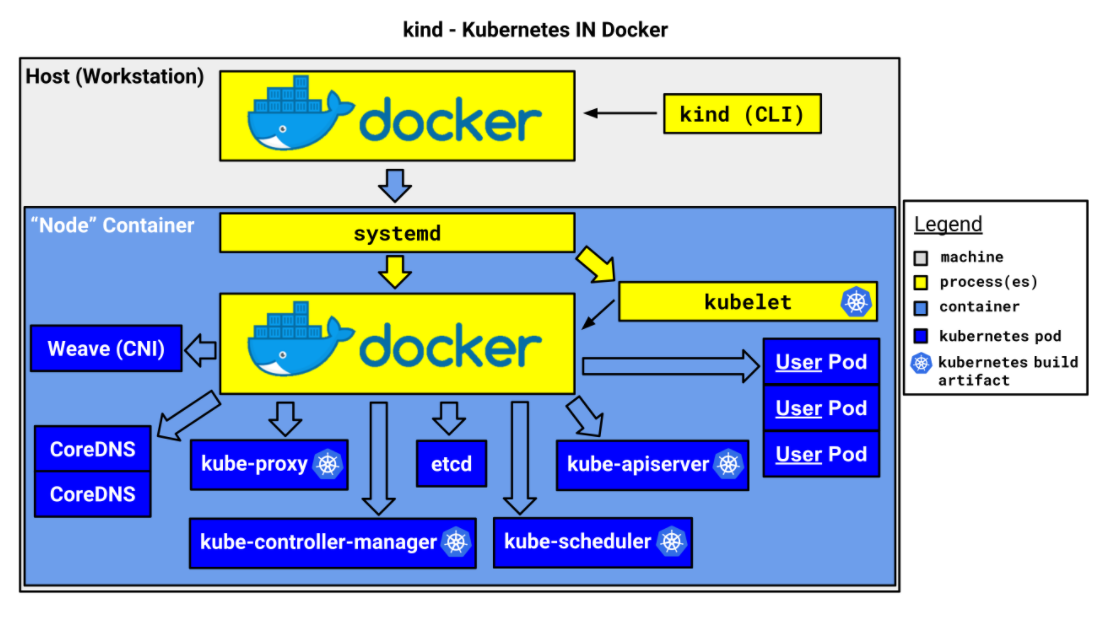 kind - Kubernetes IN Docker
Host (Workstation)
docker
kind (CLI)
“Node” Container
systemd
kubelet
docker
Weave (CNI)
User Pod
User Pod
User Pod
CoreDNS
CoreDNS
kube-proxy
etcd
kube-apiserver
kube-controller-manager
kube-scheduler
Legend
machine
process(es)
container
kubernetes pod
kubernetes build
artifact